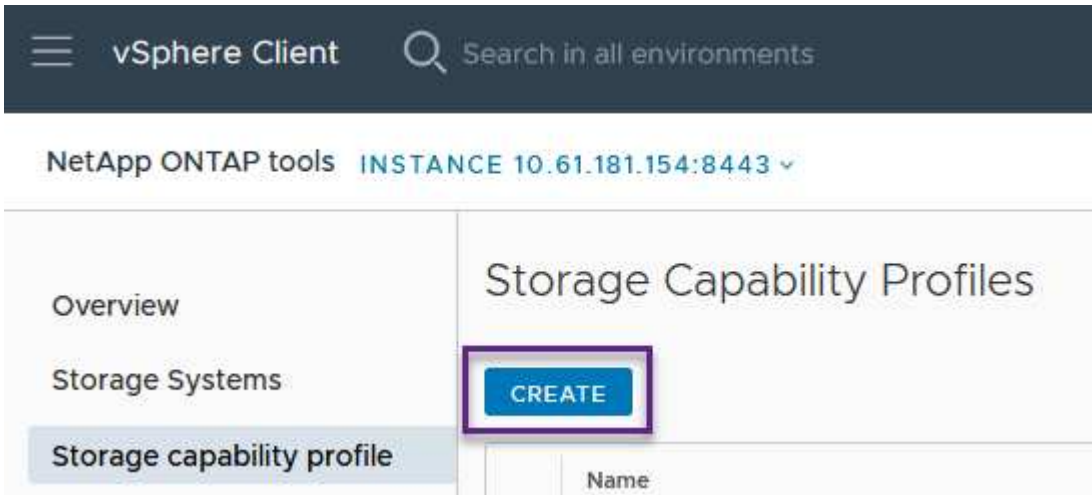 vSphere Client
Search in all environments
NetApp ONTAP tools INSTANCE 10.61.181.154:8443
Overview
Storage Systems
Storage capability profile
Storage Capability Profiles
CREATE
Name